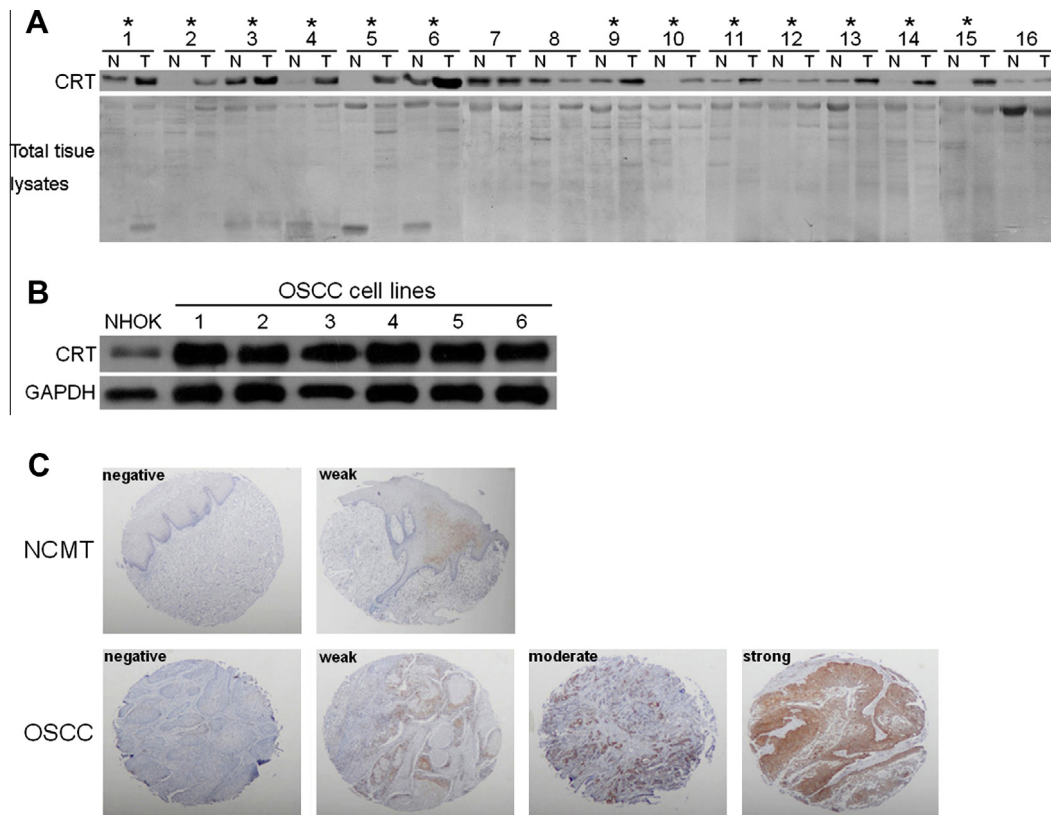 A
* * * * * * * * * * * * *
1 2 3 4 5 6 7 8 9 10 11 12 13 14 15 16
N T N T N T N T N T N T N T N T N T N T N T N T N T N T N T N T
CRT
Total tisue
lysates
B
OSCC cell lines
NHOK 1 2 3 4 5 6
CRT
GAPDH
C
negative weak
NCMT
negative weak moderate strong
OSCC